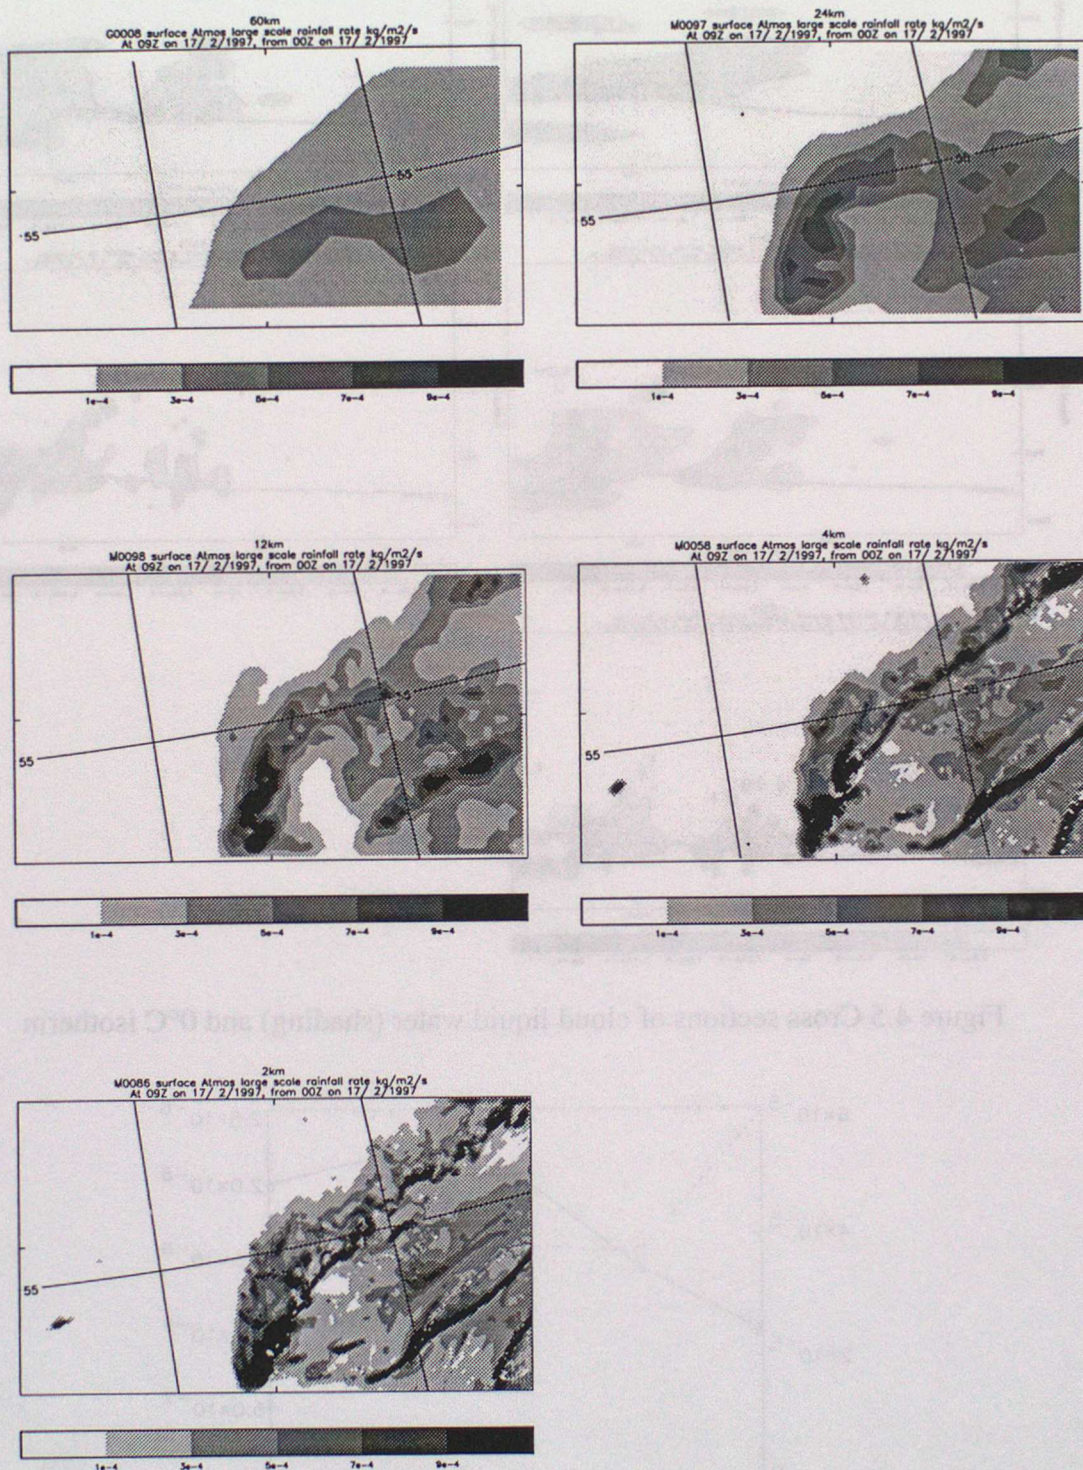 60km
G0008 surface Atmos large scale rainfall rate kg/m2/s
At 09Z on 17/ 2/1997, from 00Z on 17/ 2/1997
55
55
1e-4 3e-4 5e-4 7e-4 9e-4
24km
M0097 surface Atmos large scale rainfall rate kg/m2/s
At 09Z on 17/ 2/1997, from 00Z on 17/ 2/1997
55
1e-4 3e-4 5e-4 7e-4 9e-4
12km
M0098 surface Atmos large scale rainfall rate kg/m2/s
At 09Z on 17/ 2/1997, from 00Z on 17/ 2/1997
55
1e-4 3e-4 5e-4 7e-4 9e-4
4km
M0058 surface Atmos large scale rainfall rate kg/m2/s
At 09Z on 17/ 2/1997, from 00Z on 17/ 2/1997
55
1e-4 3e-4 5e-4 7e-4 9e-4
Figure 4.5 Cross sections of cloud liquid water (shading) and 0°C isotherm
2km
M0086 surface Atmos large scale rainfall rate kg/m2/s
At 09Z on 17/ 2/1997, from 00Z on 17/ 2/1997
55
1e-4 3e-4 5e-4 7e-4 9e-4